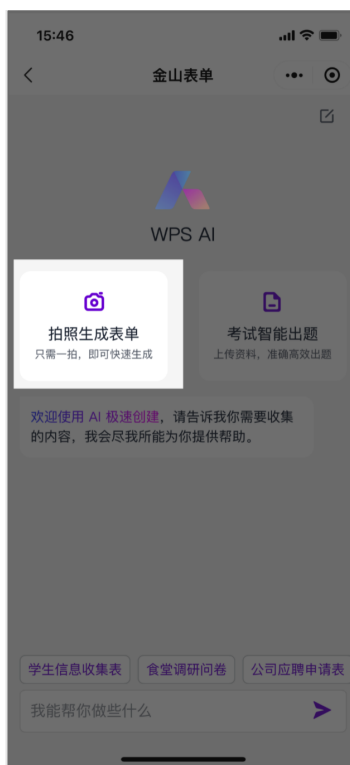 15:46
金山表单
WPS AI
拍照生成表单
只需一拍，即可快速生成
考试智能出题
上传资料，准确高效出题
欢迎使用 AI 极速创建，请告诉我你需要收集
的内容，我会尽我所能为你提供帮助。
学生信息收集表
食堂调研问卷
公司应聘申请表
我能帮你做些什么